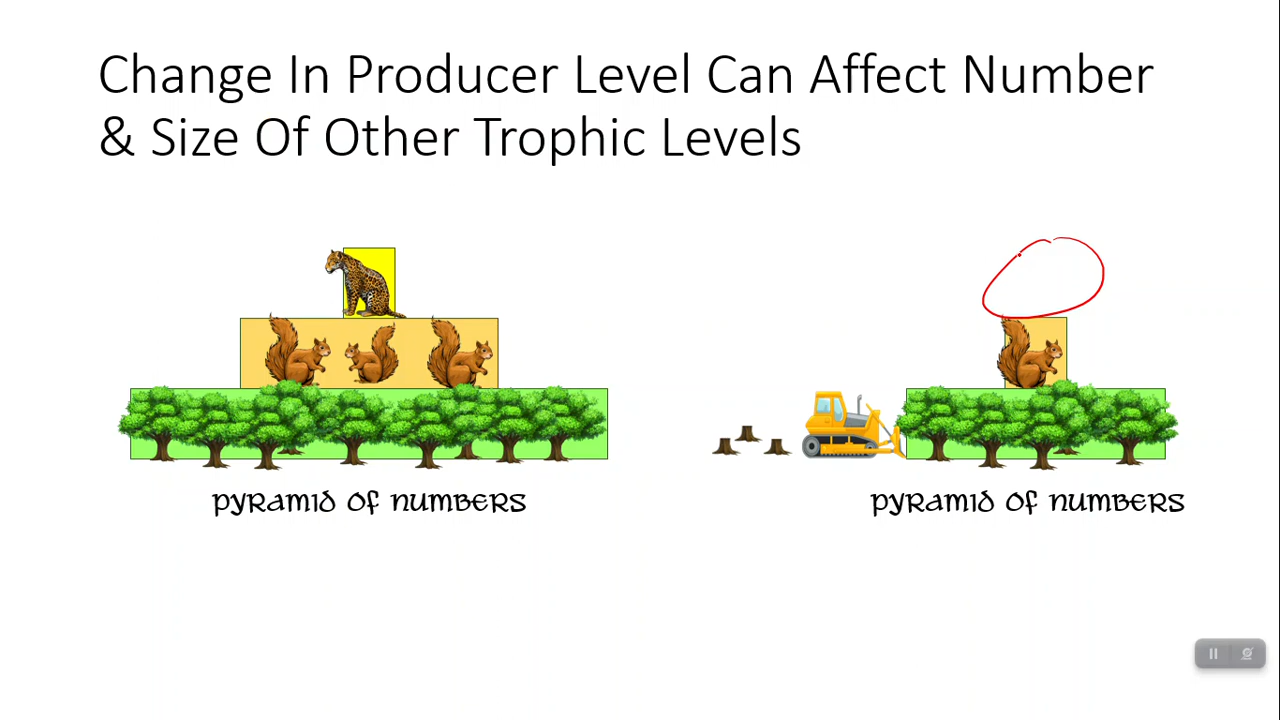 Change In Producer Level Can Affect Number
& Size Of Other Trophic Levels
pyramid of numbers
pyramid of numbers